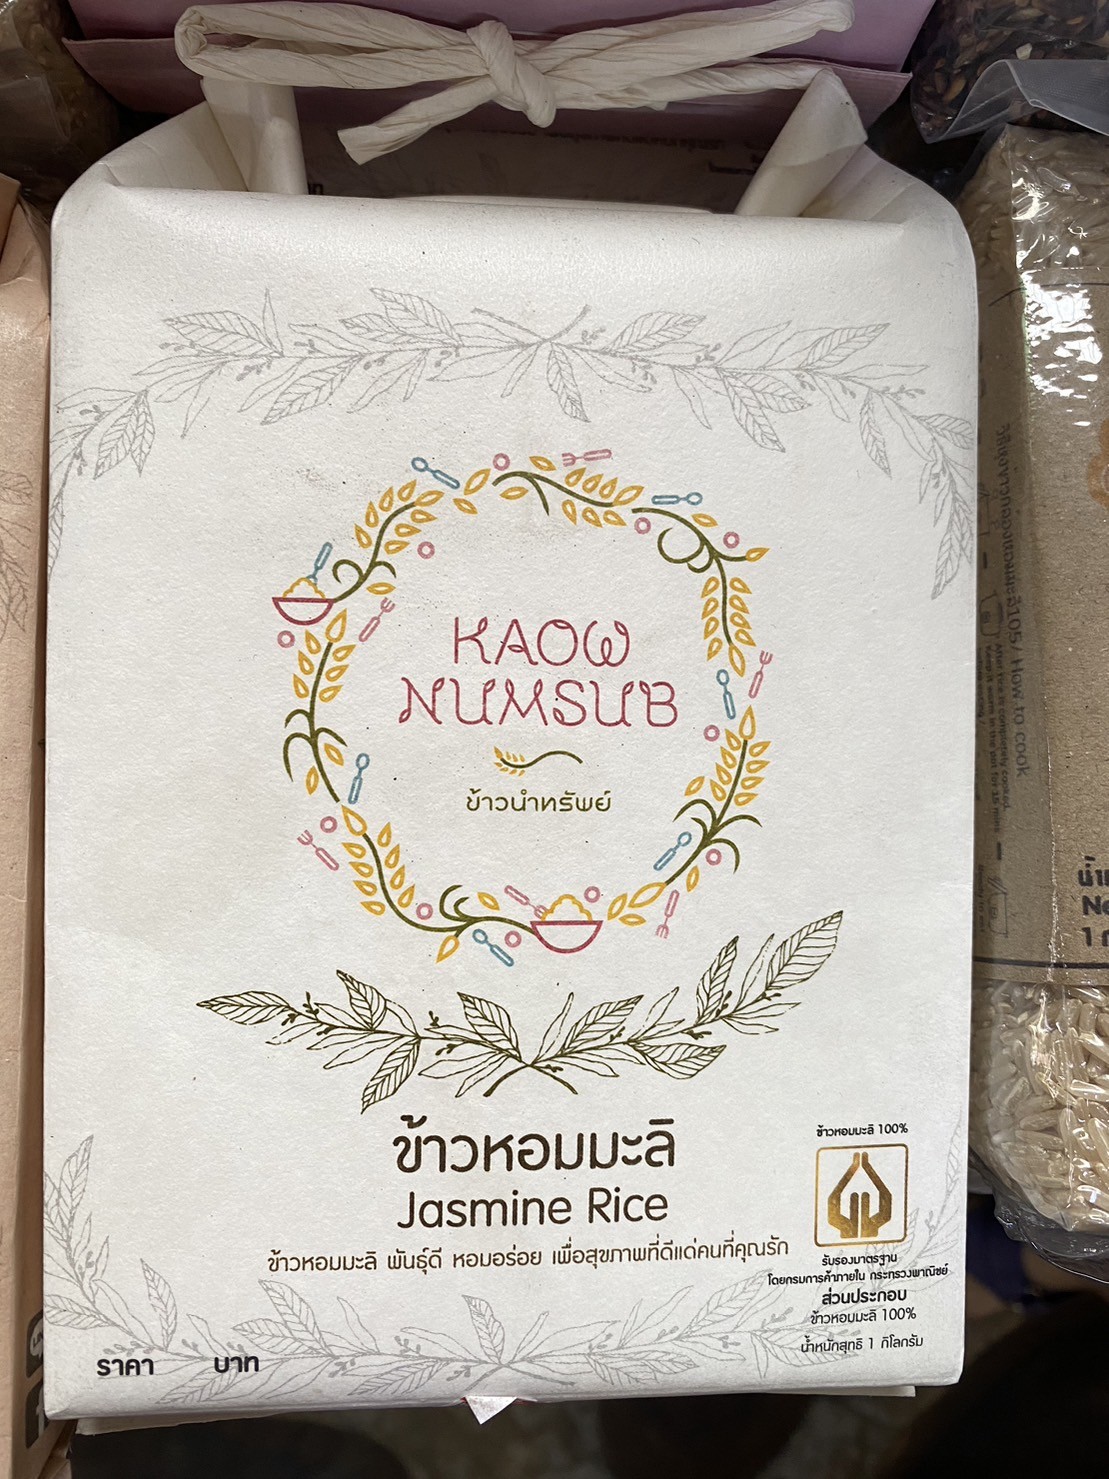 KAOW
NUMSUB
ข้าวนำทรัพย์
ข้าวหอมมะลิ
Jasmine Rice
ข้าวหอมมะลิ พันธุ์ดี หอมอร่อย เพื่อสุขภาพที่ดีแด่คนที่คุณรัก
ข้าวหอมมะลิ 100%
รับรองมาตรฐาน
โดยกรมการค้าภายใน กระทรวงพาณิชย์
ส่วนประกอบ
ข้าวหอมมะลิ 100%
น้ำหนักสุทธิ 1 กิโลกรัม
ราคา บาท
105 / How to cook